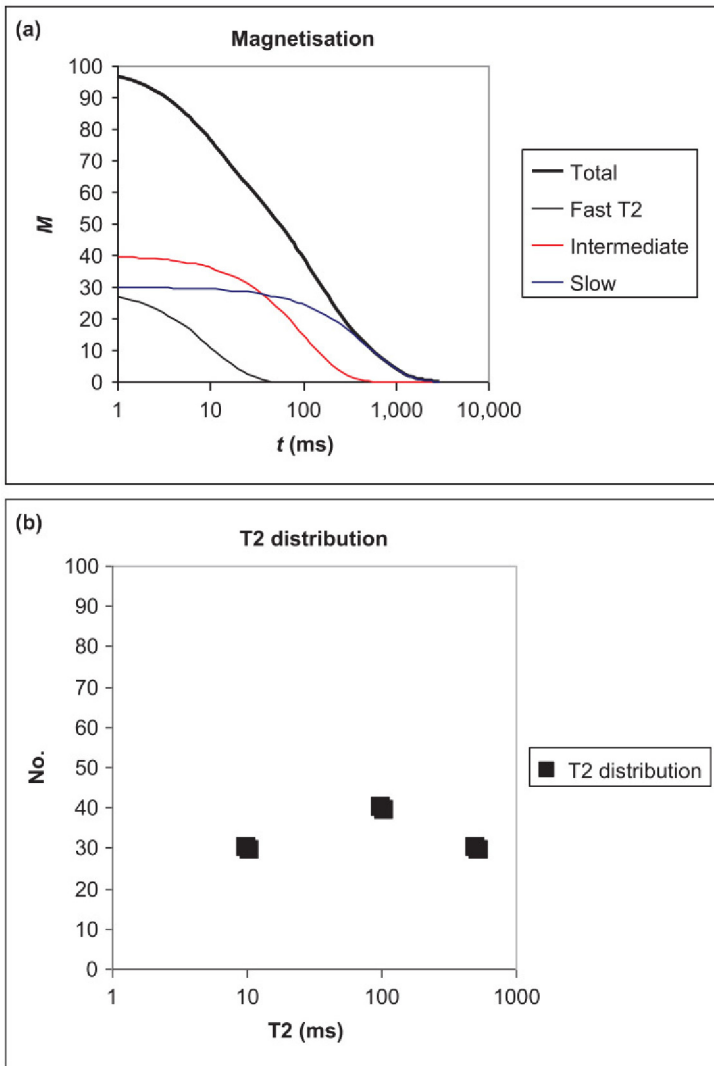 (a)
Magnetisation
100
90
80
70
60
50
40
30
20
10
0
M
1 10 100 1,000 10,000
t (ms)
Total
Fast T2
Intermediate
Slow
(b)
T2 distribution
100
90
80
70
60
50
40
30
20
10
0
No.
1 10 100 1000
T2 (ms)
T2 distribution